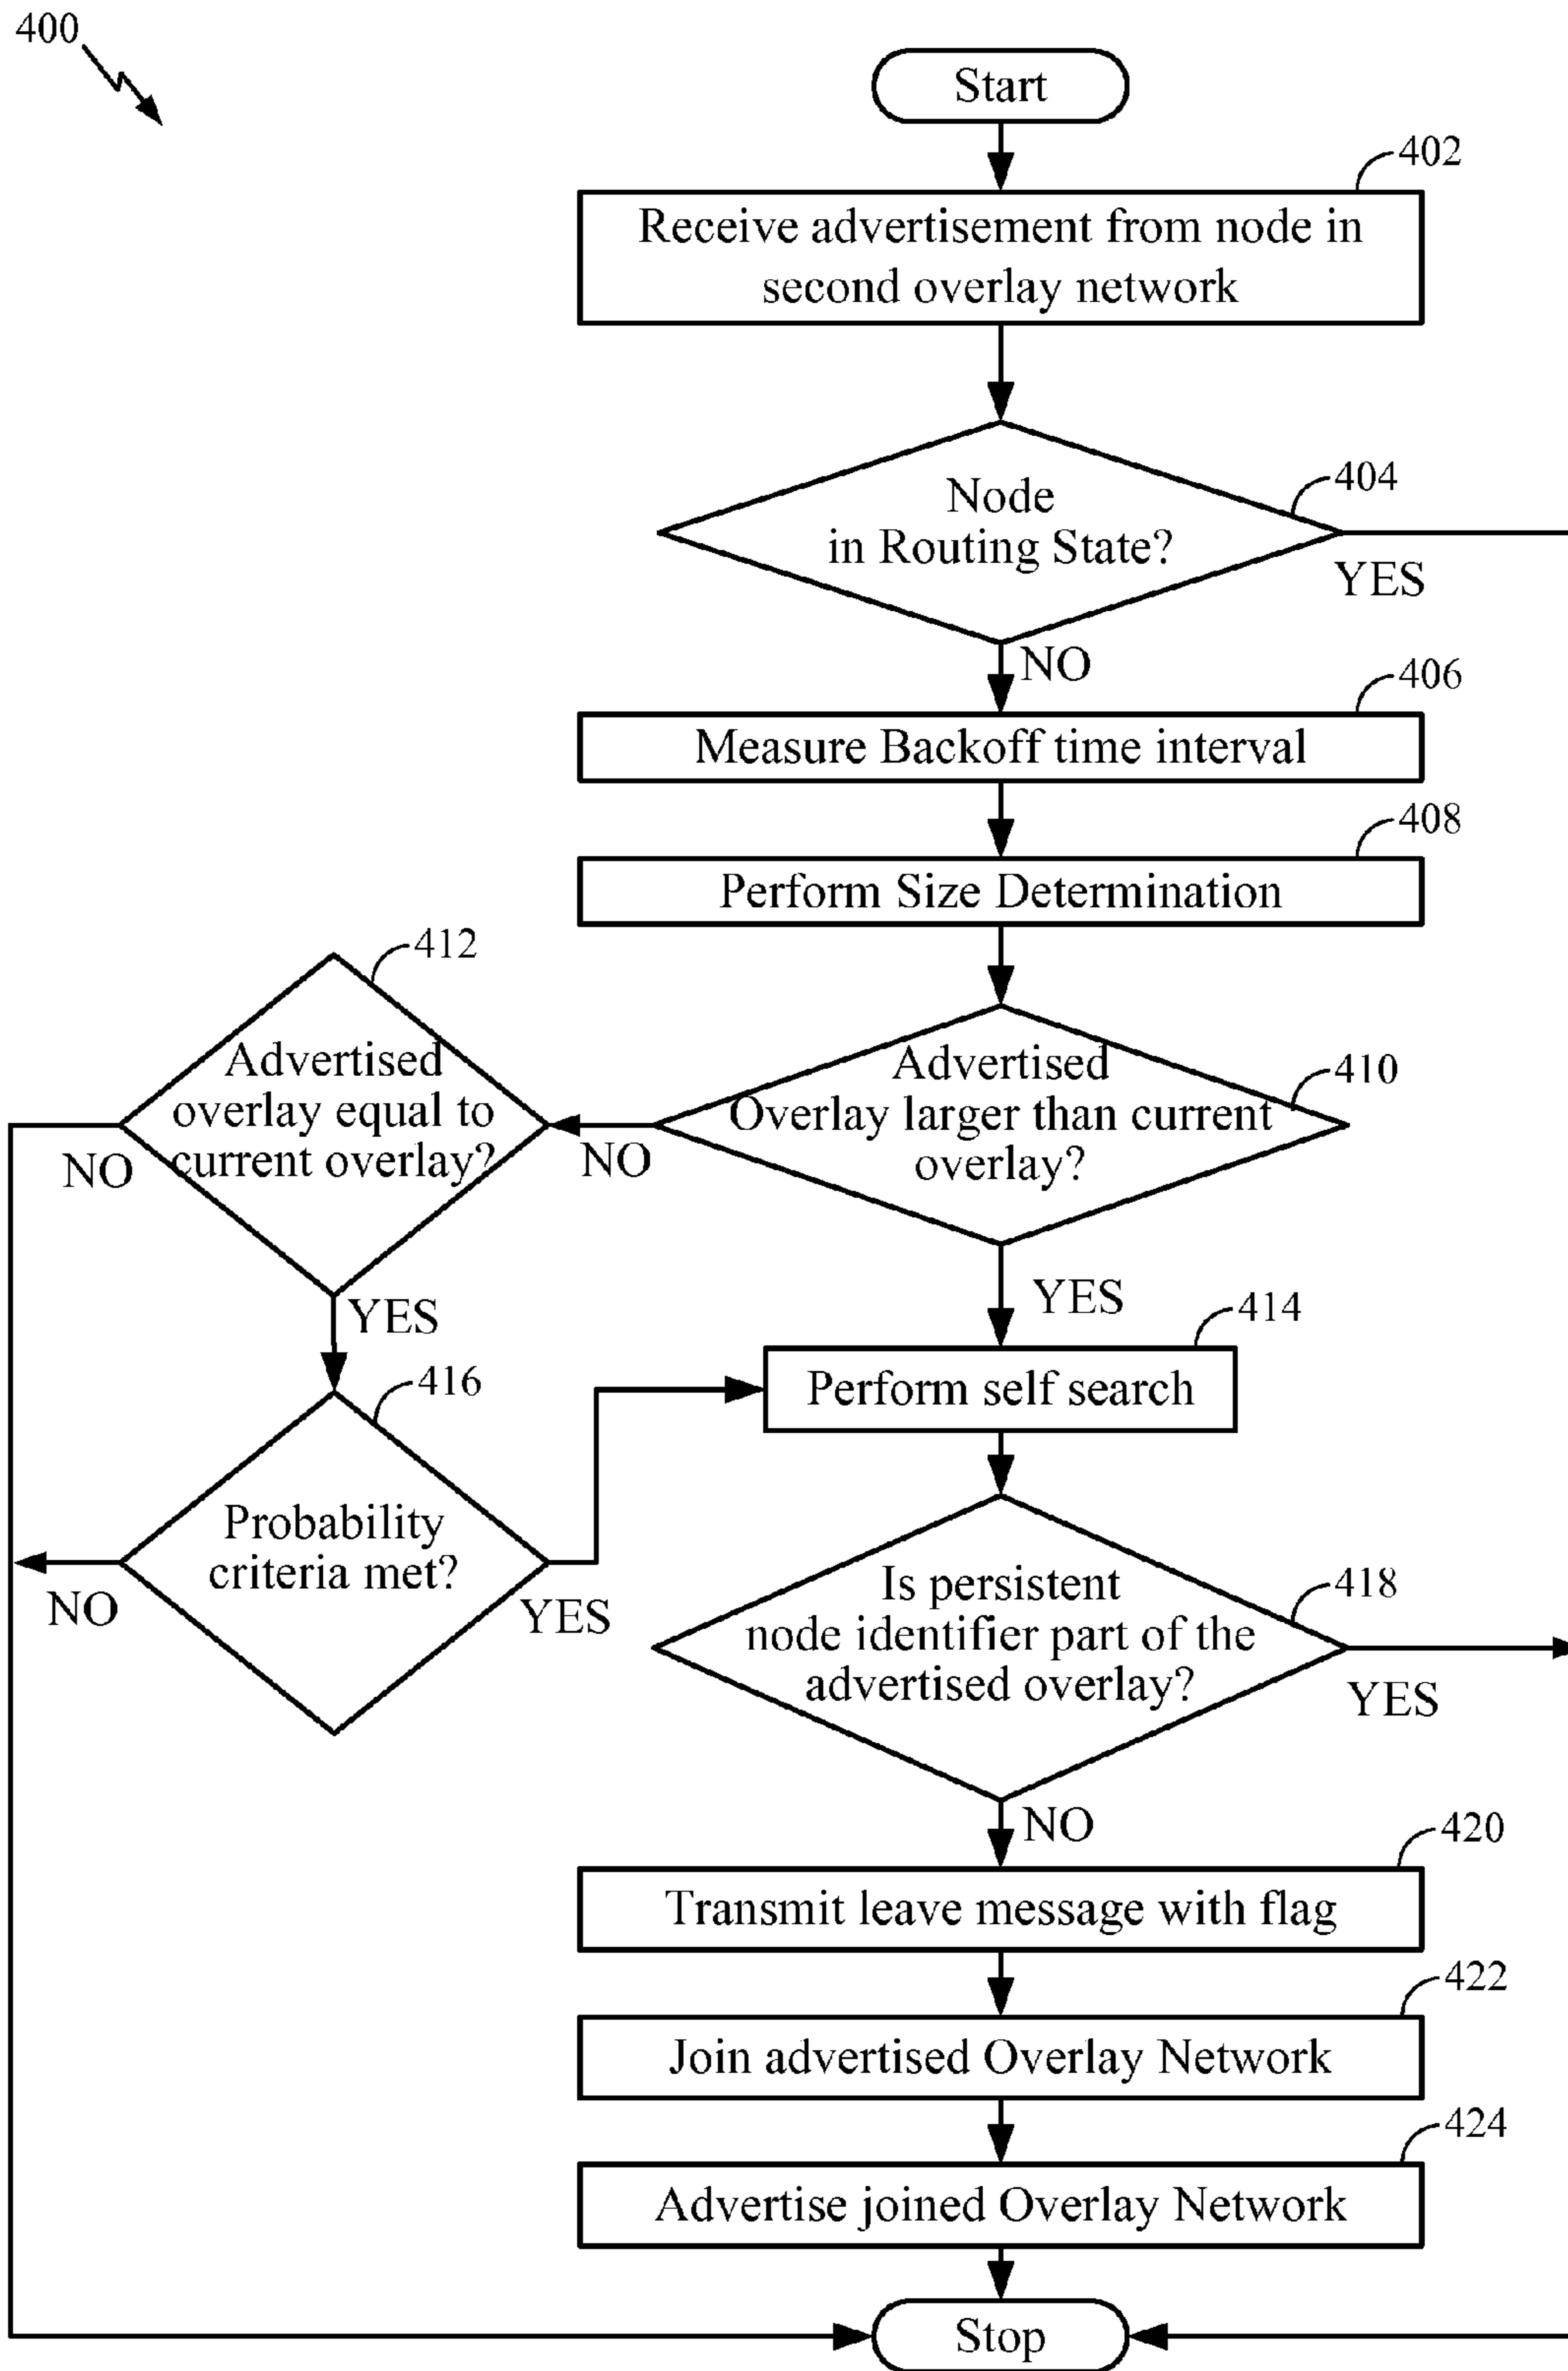 400
Start
402
Receive advertisement from node in
second overlay network
404
Node
in Routing State?
YES
NO
406
Measure Backoff time interval
408
Perform Size Determination
412
Advertised
overlay equal to
current overlay?
NO
YES
410
Advertised
Overlay larger than current
overlay?
NO
YES
414
Perform self search
416
Probability
criteria met?
NO
YES
418
Is persistent
node identifier part of the
advertised overlay?
YES
NO
420
Transmit leave message with flag
422
Join advertised Overlay Network
424
Advertise joined Overlay Network
Stop